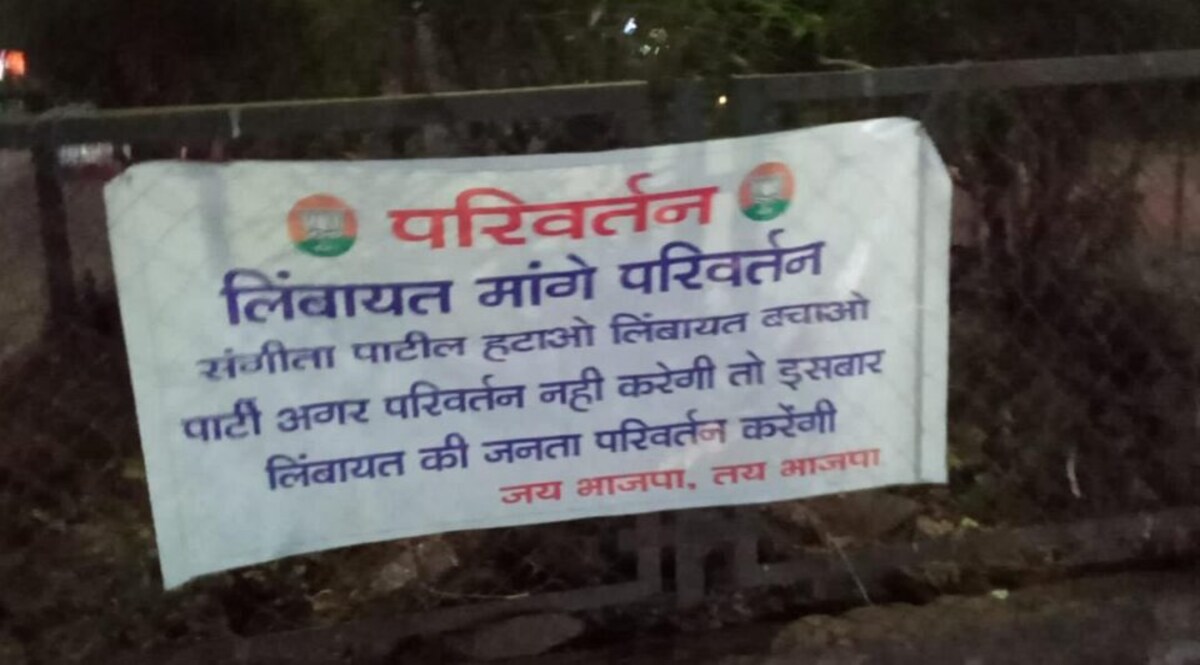 परिवर्तन
लिंबायत मांगे परिवर्तन
संगीता पाटील हटाओ लिंबायत बचाओ
पार्टी अगर परिवर्तन नही करेगी तो इसबार
लिंबायत की जनता परिवर्तन करेंगी
जय भाजपा, तय भाजपा